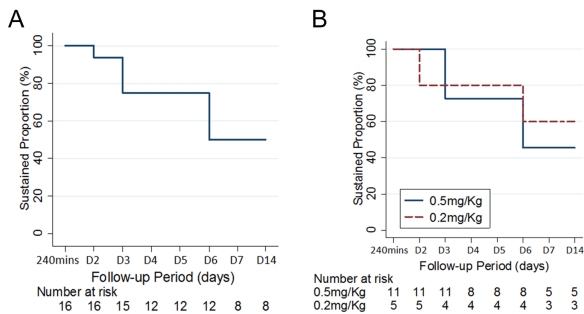 A
Sustained Proportion (%)
100
80
60
40
20
0
240mins D2 D3 D4 D5 D6 D7 D14
Follow-up Period (days)
Number at risk
16 16 15 12 12 12 8 8
B
Sustained Proportion (%)
100
80
60
40
20
0
0.5mg/Kg
0.2mg/Kg
240mins D2 D3 D4 D5 D6 D7 D14
Follow-up Period (days)
Number at risk
0.5mg/Kg 11 11 11 8 8 8 5 5
0.2mg/Kg 5 5 4 4 4 4 3 3